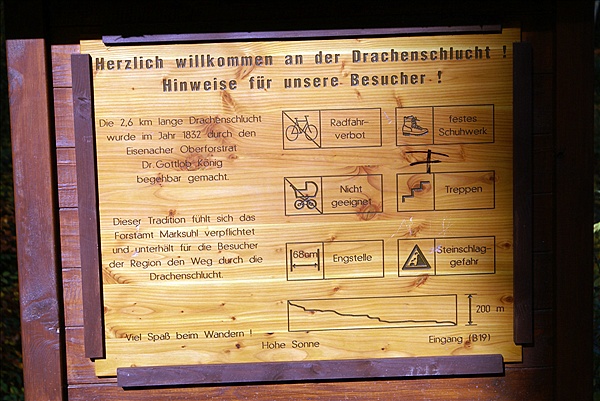 Herzlich willkommen an der Drachenschlucht !
Hinweise für unsere Besucher !
Die 2,6 km lange Drachenschlucht
wurde im Jahr 1832 durch den
Eisenacher Oberforstrat
Dr. Gottlob König
begehbar gemacht.
Dieser Tradition fühlt sich das
Forstamt Marksuhl verpflichtet
und unterhält für die Besucher
der Region den Weg durch die
Drachenschlucht.
Viel Spaß beim Wandern !
Radfahr-
verbot
festes
Schuhwerk
Nicht
geeignet
Treppen
68cm
Engstelle
Steinschlag-
gefahr
200 m
Hohe Sonne
Eingang (B19)